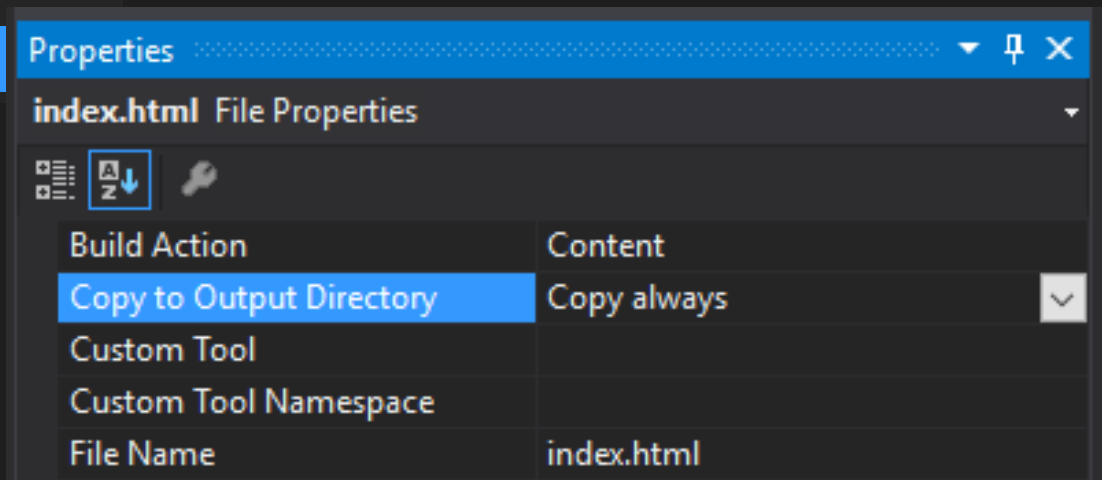 Properties
index.html File Properties
Build Action Content
Copy to Output Directory Copy always
Custom Tool
Custom Tool Namespace
File Name index.html